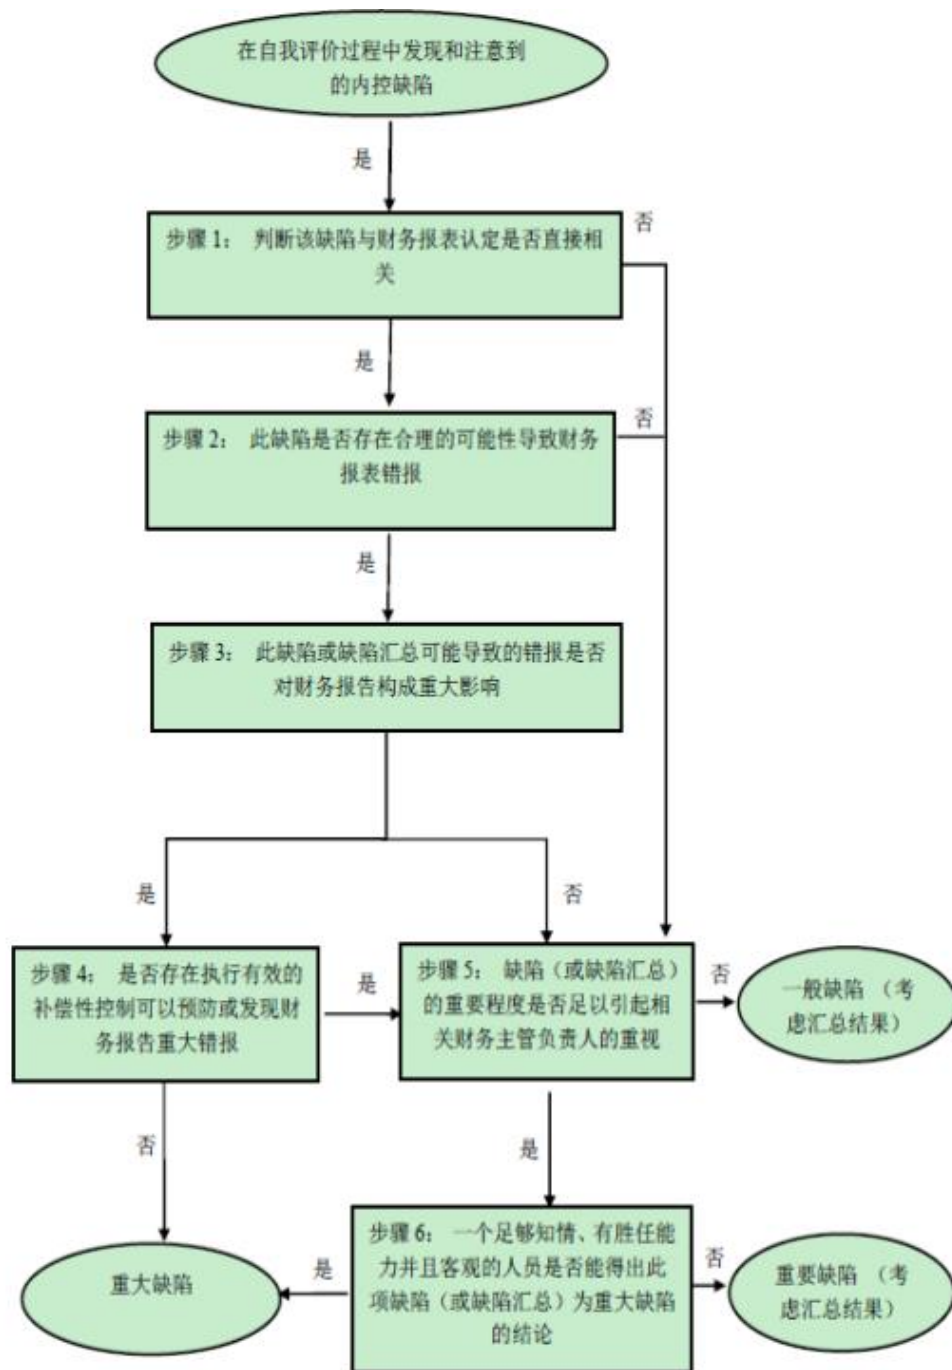 在自我评价过程中发现和注意到
的内控缺陷
是
步骤 1： 判断该缺陷与财务报表认定是否直接相
关
否
是
步骤 2： 此缺陷是否存在合理的可能性导致财务
报表错报
否
是
步骤 3： 此缺陷或缺陷汇总可能导致的错报是否
对财务报告构成重大影响
是
否
步骤 4： 是否存在执行有效的
补偿性控制可以预防或发现财
务报告重大错报
是
步骤 5： 缺陷（或缺陷汇总）
的重要程度是否足以引起相
关财务主管负责人的重视
否
一般缺陷 （考
虑汇总结果）
否
是
重大缺陷
是
步骤 6： 一个足够知情、有胜任能
力并且客观的人员是否能得出此
项缺陷（或缺陷汇总）为重大缺陷
的结论
否
重要缺陷 （考
虑汇总结果）